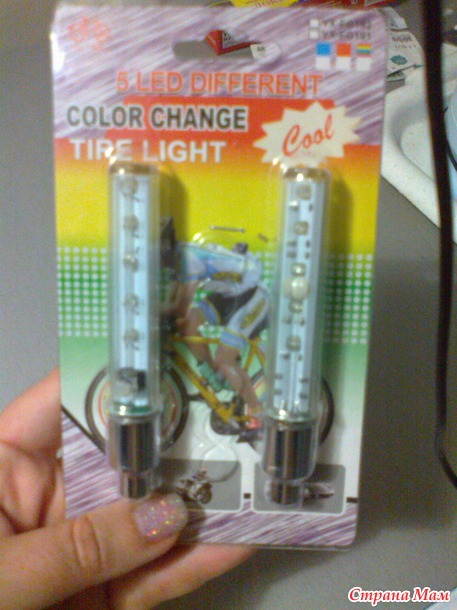 5 LED DIFFERENT
COLOR CHANGE
Cool
TIRE LIGHT
Страна Мам